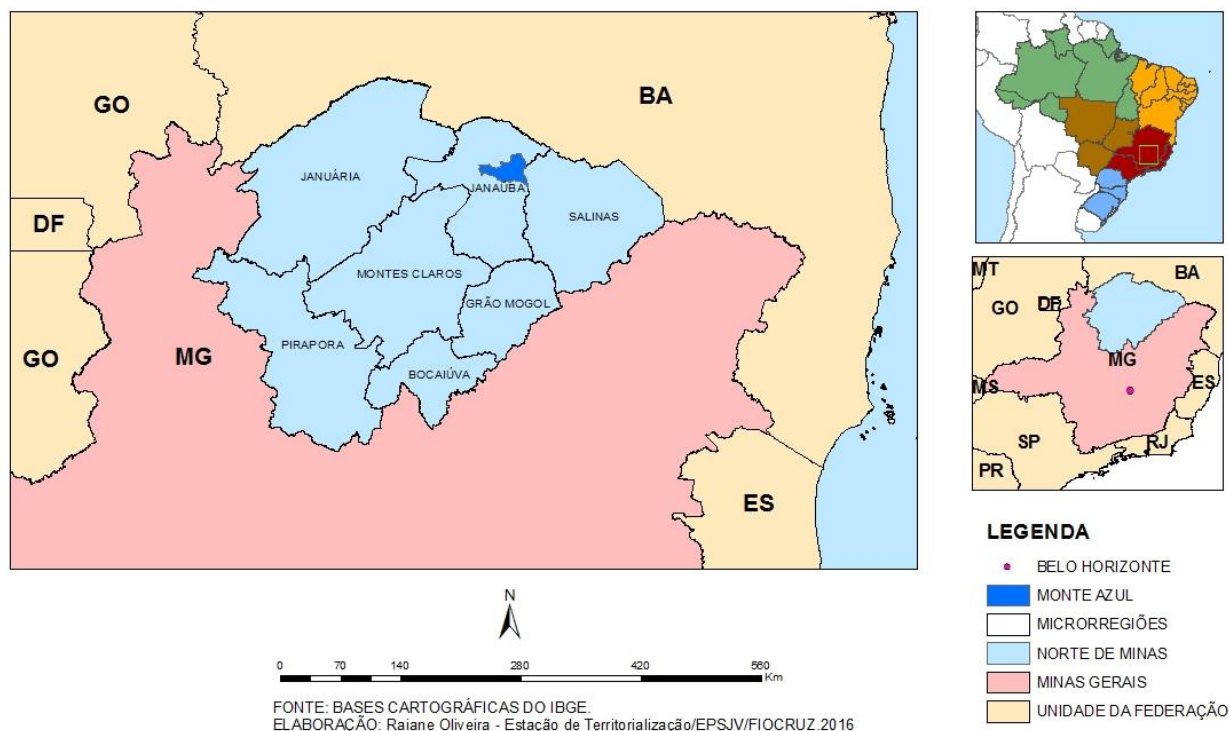 GO
BA
JANUÁRIA
JANAÚBA
DF
SALINAS
MONTES CLAROS
GRÃO MOGOL
GO
MG
PIRAPORA
BOCAIÚVA
ES
MT
BA
GO
DF
MG
MS
ES
SP
RJ
PR
LEGENDA
BELO HORIZONTE
MONTE AZUL
MICRORREGIÕES
NORTE DE MINAS
MINAS GERAIS
UNIDADE DA FEDERAÇÃO
N
0 70 140 280 420 560
Km
FONTE: BASES CARTOGRÁFICAS DO IBGE.
ELABORAÇÃO: Raiane Oliveira - Estação de Territorialização/EPSJV/FIOCRUZ.2016